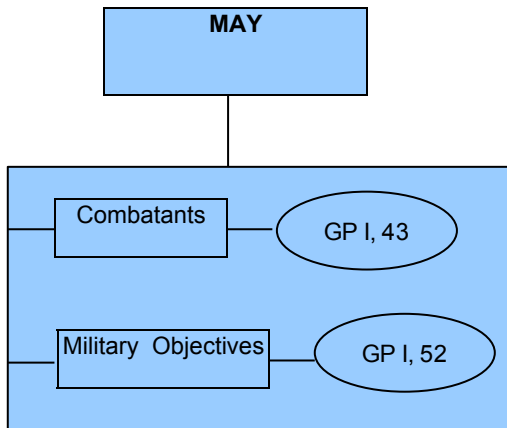 MAY
Combatants
GP I, 43
Military Objectives
GP I, 52